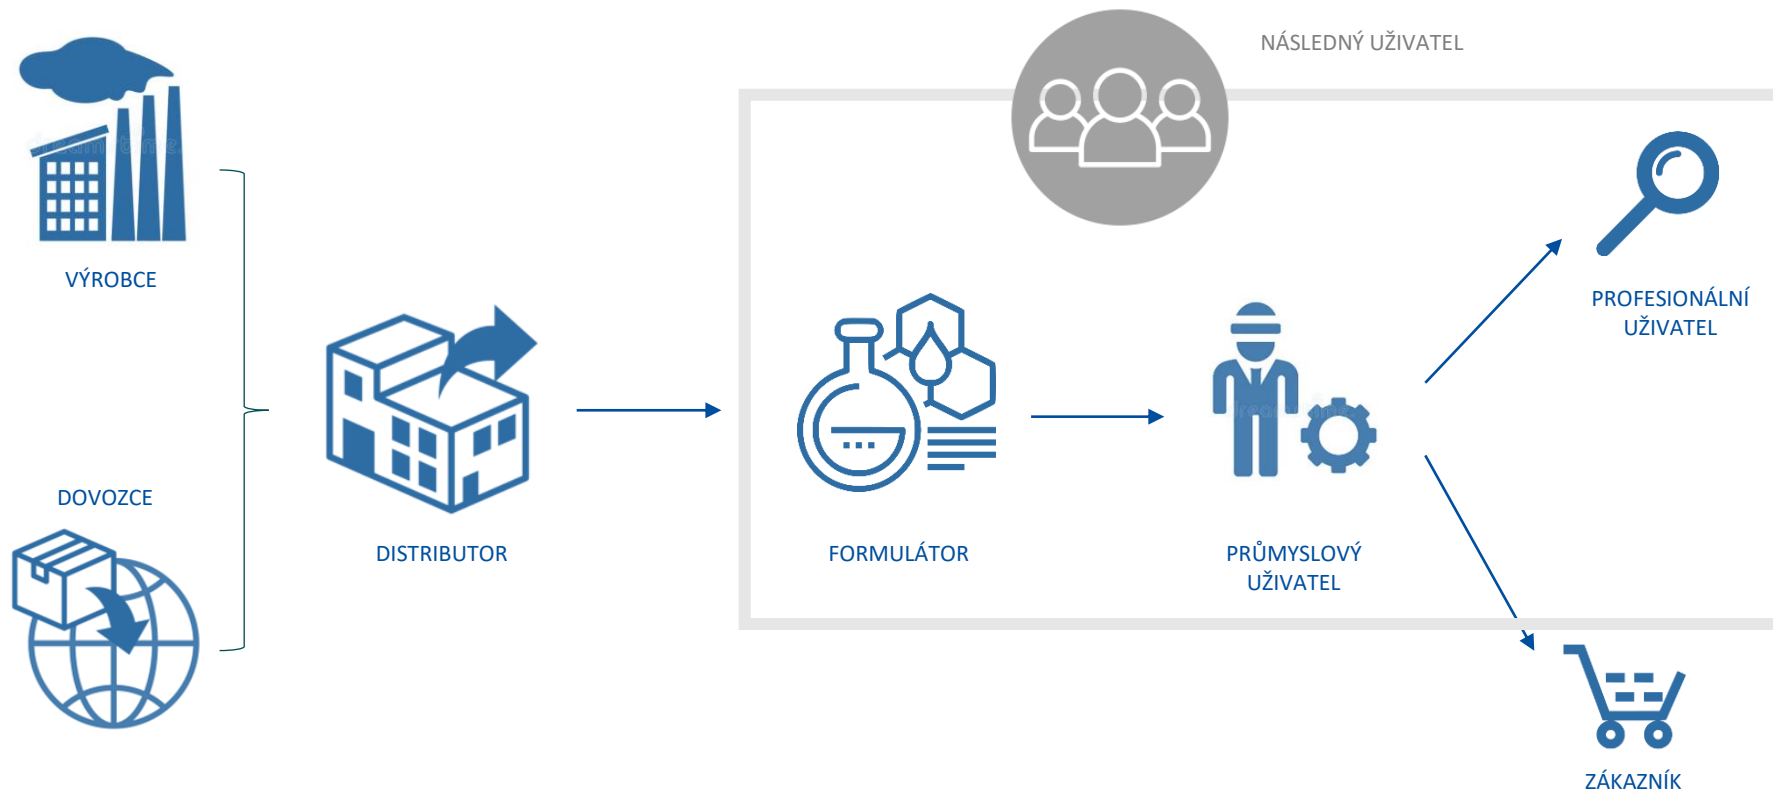 NÁSLEDNÝ UŽIVATEL
VÝROBCE
DOVOZCE
DISTRIBUTOR
FORMULÁTOR
PRŮMYSLOVÝ
UŽIVATEL
PROFESIONÁLNÍ
UŽIVATEL
ZÁKAZNÍK